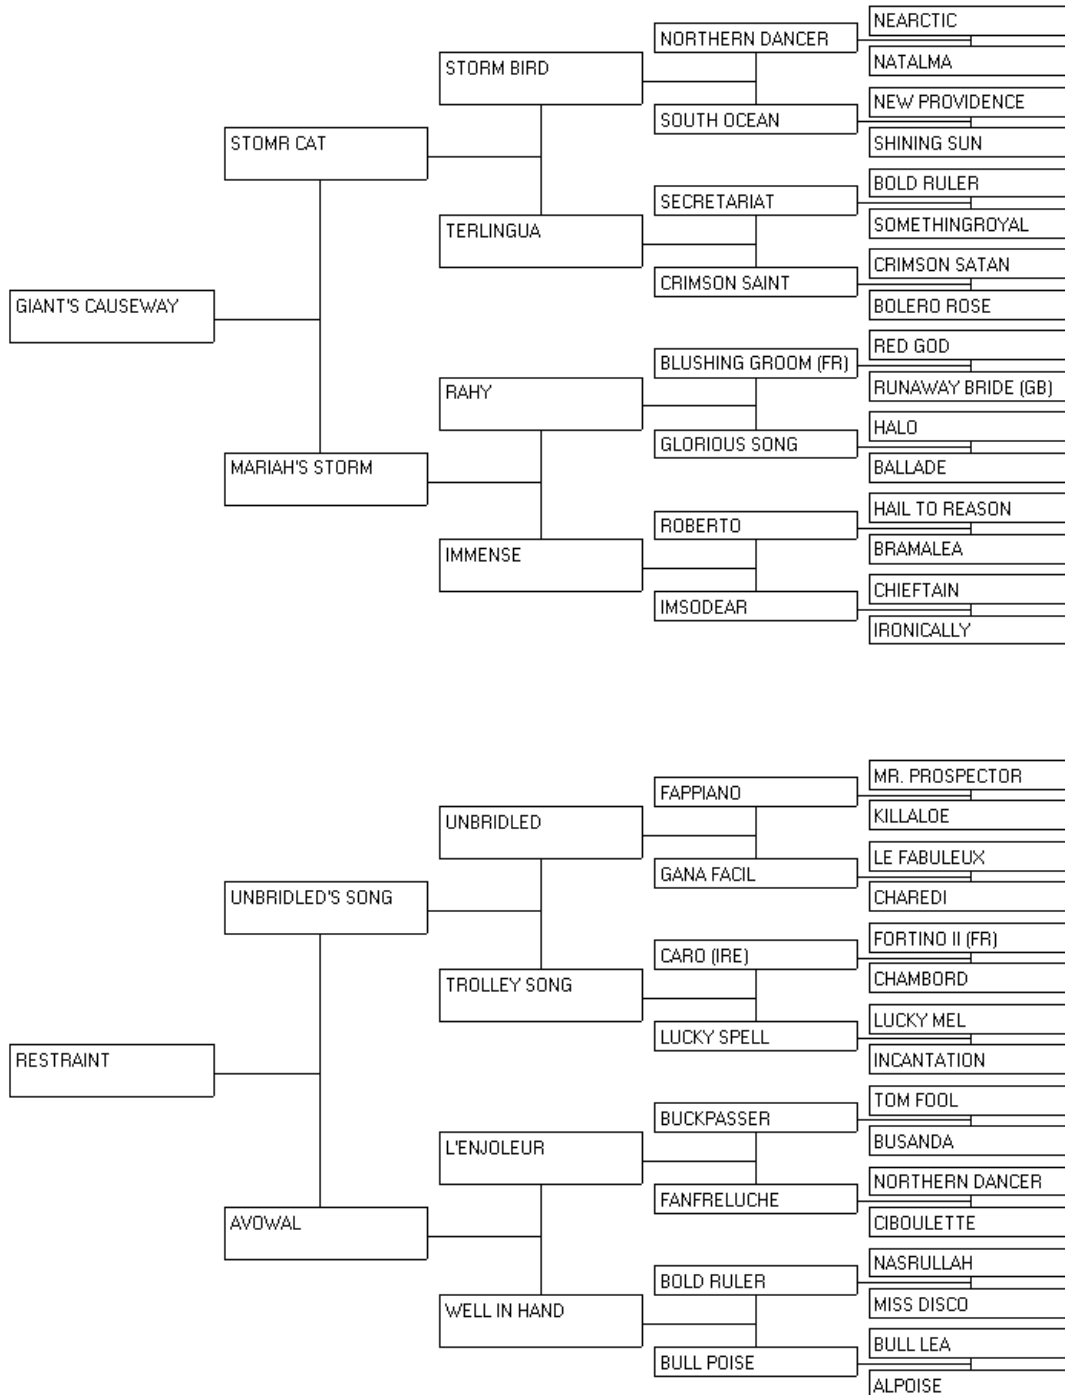 NEARCTIC
NORTHERN DANCER
NATALMA
STORM BIRD
NEW PROVIDENCE
SOUTH OCEAN
SHINING SUN
STOMR CAT
BOLD RULER
SECRETARIAT
SOMETHINGROYAL
TERLINGUA
CRIMSON SATAN
CRIMSON SAINT
BOLERO ROSE
GIANT'S CAUSEWAY
RED GOD
BLUSHING GROOM (FR)
RUNAWAY BRIDE (GB)
RAHY
HALO
GLORIOUS SONG
BALLADE
MARIAH'S STORM
HAIL TO REASON
ROBERTO
BRAMALEA
IMMENSE
CHIEFTAIN
IMSODEAR
IRONICALLY
MR. PROSPECTOR
FAPPIANO
KILLALOE
UNBRIDLED
LE FABULEUX
GANA FACIL
CHAREDI
UNBRIDLED'S SONG
FORTINO II (FR)
CARO (IRE)
CHAMBORD
TROLLEY SONG
LUCKY MEL
LUCKY SPELL
INCANTATION
RESTRAINT
TOM FOOL
BUCKPASSER
BUSANDA
L'ENJOLEUR
NORTHERN DANCER
FANFRELUCHE
CIBOULETTE
AVOWAL
NASRULLAH
BOLD RULER
MISS DISCO
WELL IN HAND
BULL LEA
BULL POISE
ALPOISE